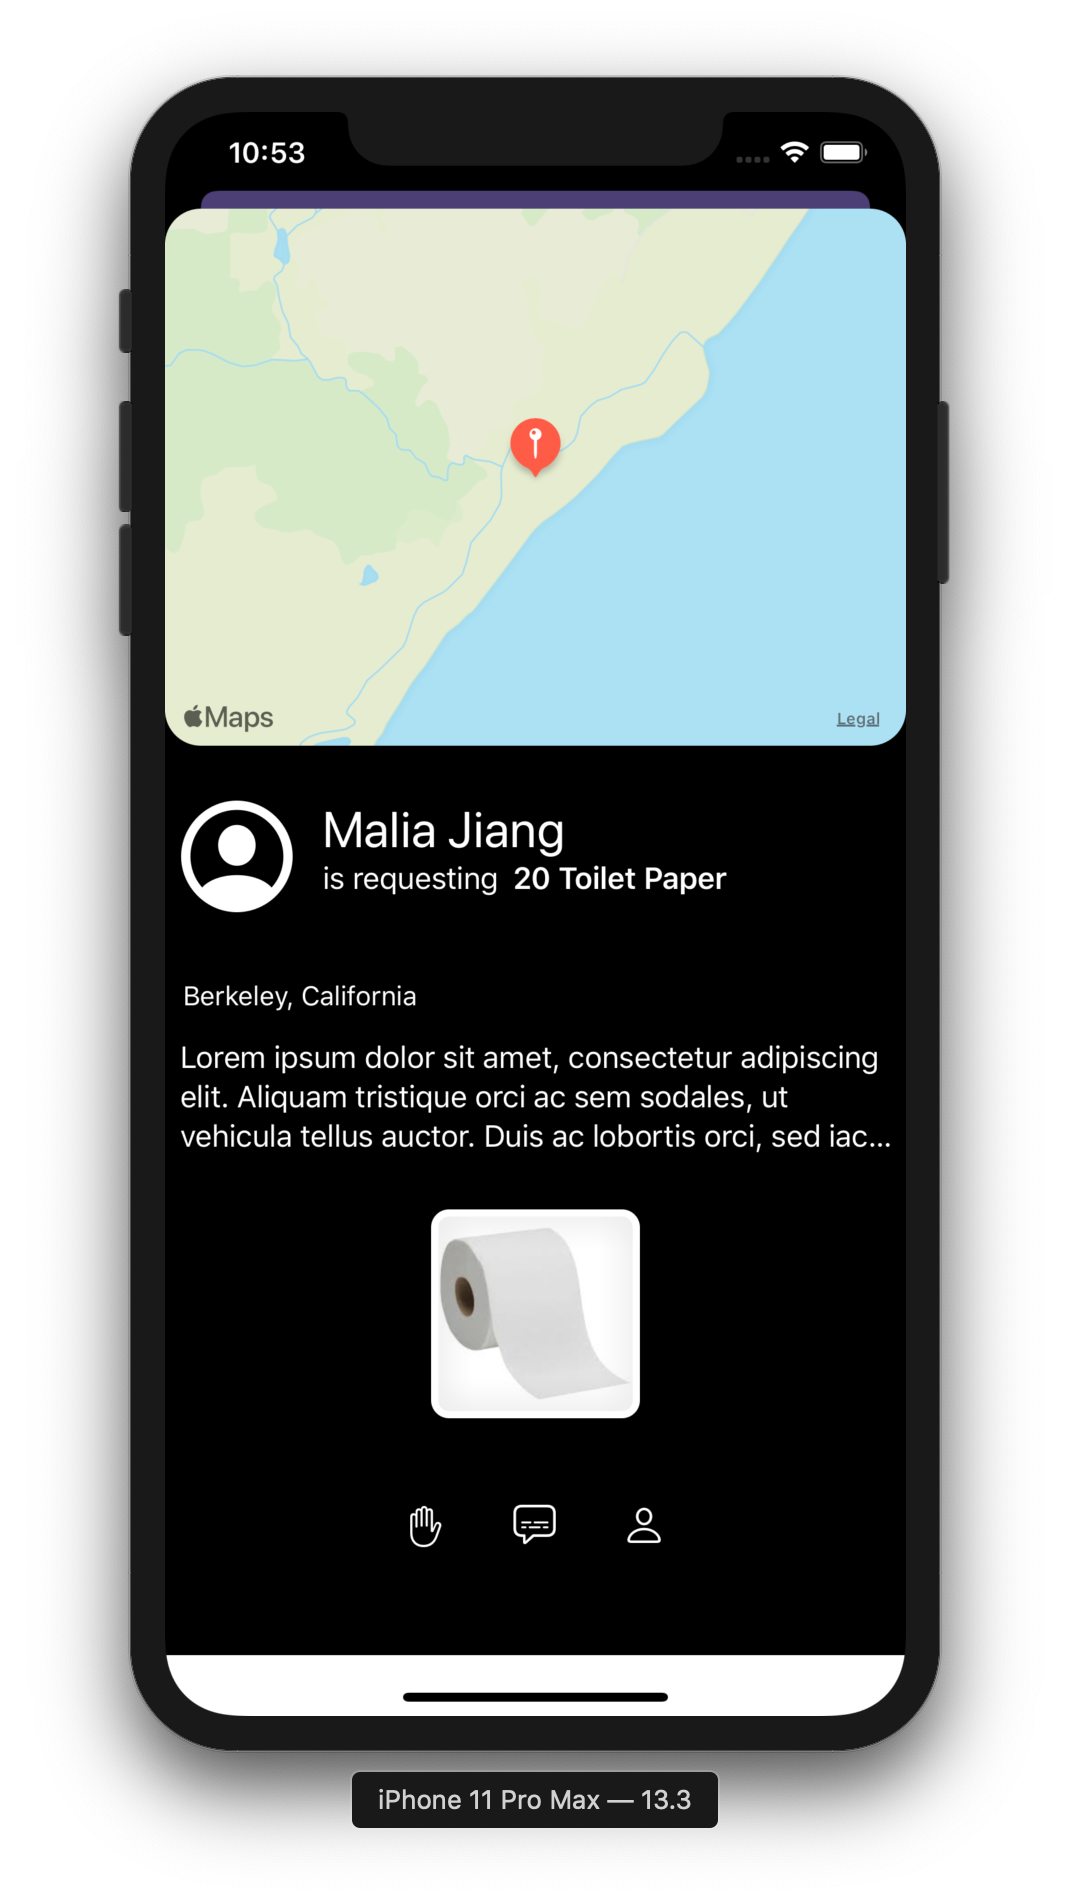 10:53
Maps
Legal
Malia Jiang
is requesting 20 Toilet Paper
Berkeley, California
Lorem ipsum dolor sit amet, consectetur adipiscing
elit. Aliquam tristique orci ac sem sodales, ut
vehicula tellus auctor. Duis ac lobortis orci, sed iac...
iPhone 11 Pro Max — 13.3